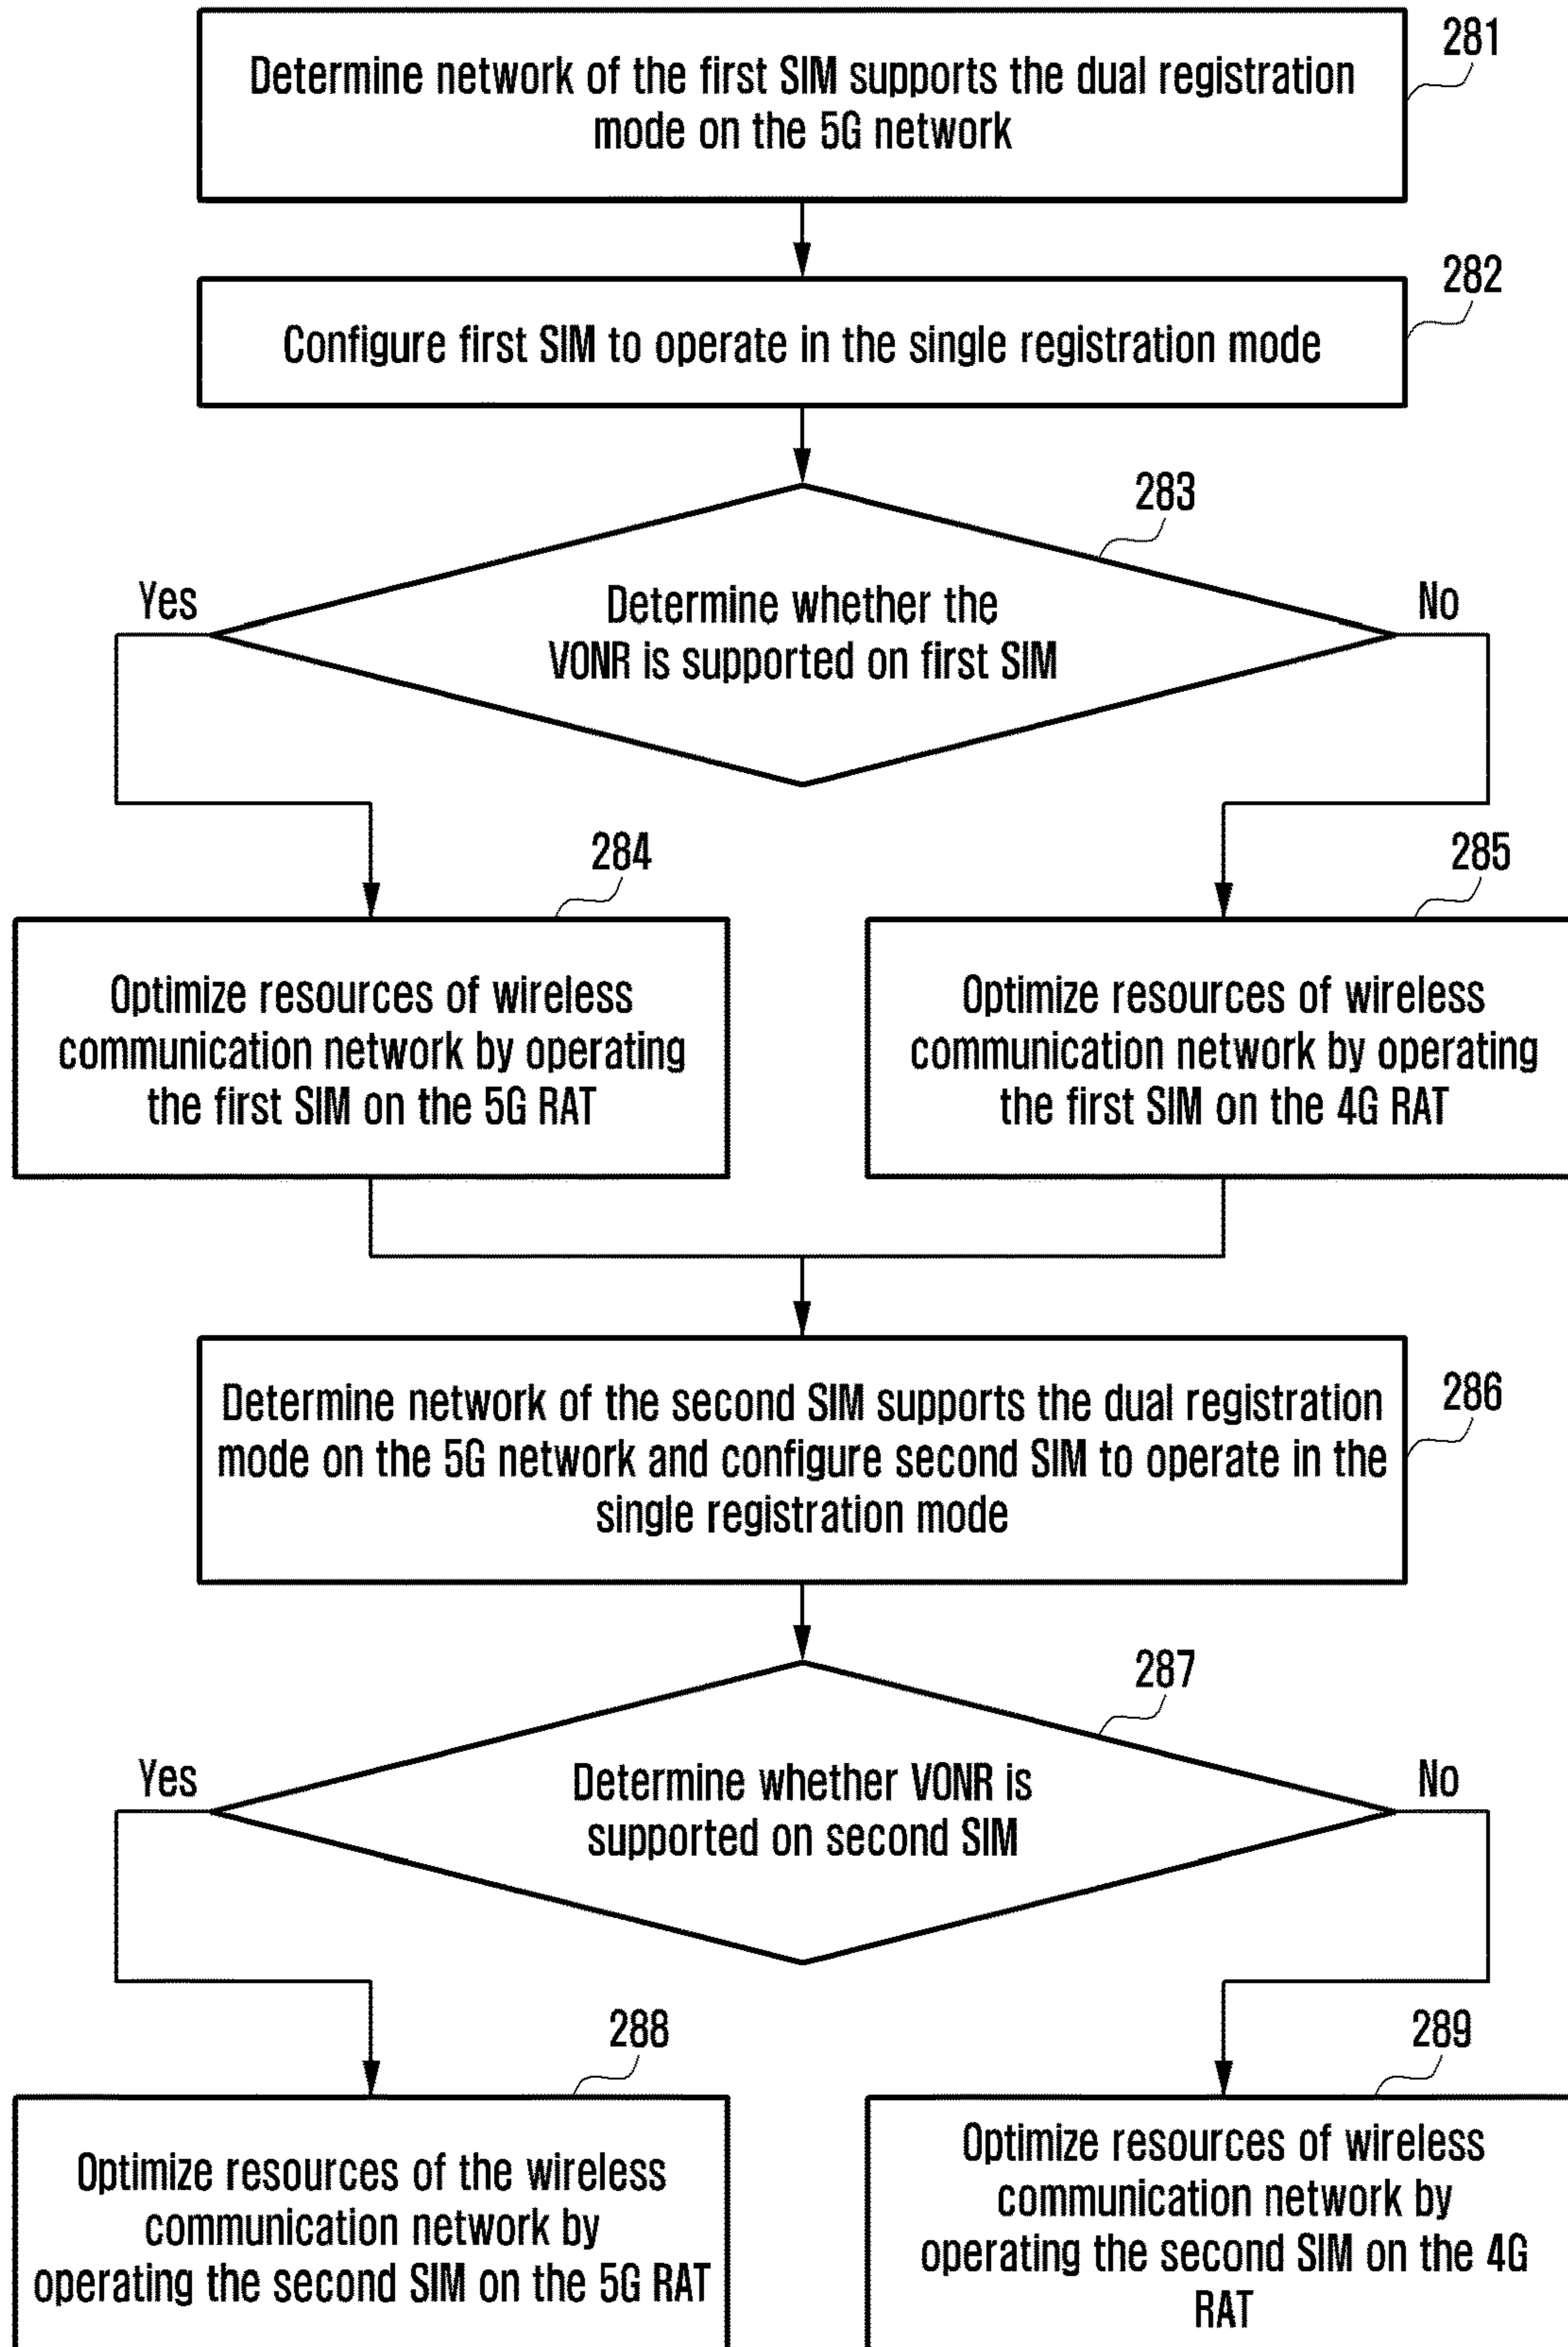 281
Determine network of the first SIM supports the dual registration
mode on the 5G network
282
Configure first SIM to operate in the single registration mode
283
Yes
No
Determine whether the
VONR is supported on first SIM
284
285
Optimize resources of wireless
communication network by operating
the first SIM on the 5G RAT
Optimize resources of wireless
communication network by operating
the first SIM on the 4G RAT
286
Determine network of the second SIM supports the dual registration
mode on the 5G network and configure second SIM to operate in the
single registration mode
287
Yes
No
Determine whether VONR is
supported on second SIM
288
289
Optimize resources of the wireless
communication network by
operating the second SIM on the 5G RAT
Optimize resources of wireless
communication network by
operating the second SIM on the 4G
RAT